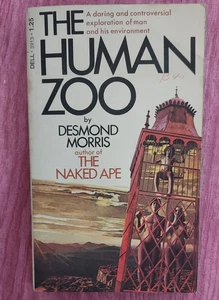 DELL
1.25
THE
A daring and controversial
exploration of man
and his environment
HUMAN
ZOO
by
DESMOND
MORRIS
author of
THE
NAKED APE